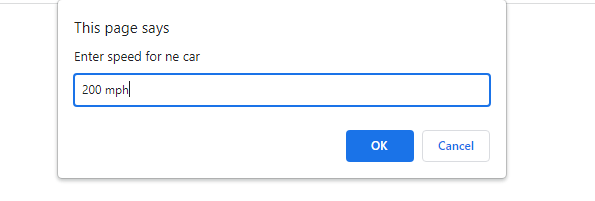 This page says
Enter speed for ne car
200 mph
OK
Cancel